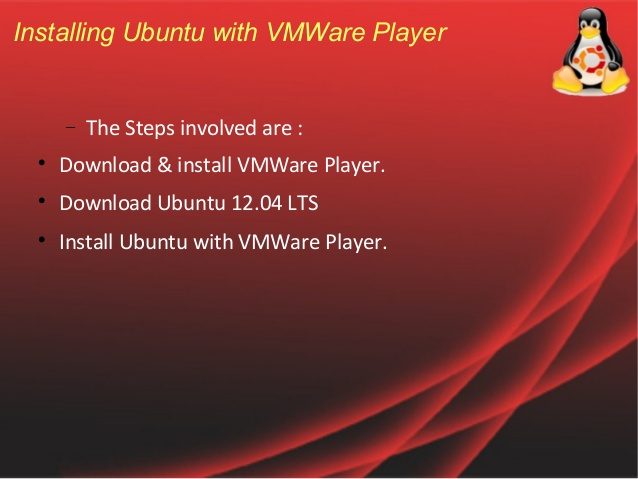 Installing Ubuntu with VMWare Player
– The Steps involved are :
• Download & install VMWare Player.
• Download Ubuntu 12.04 LTS
• Install Ubuntu with VMWare Player.